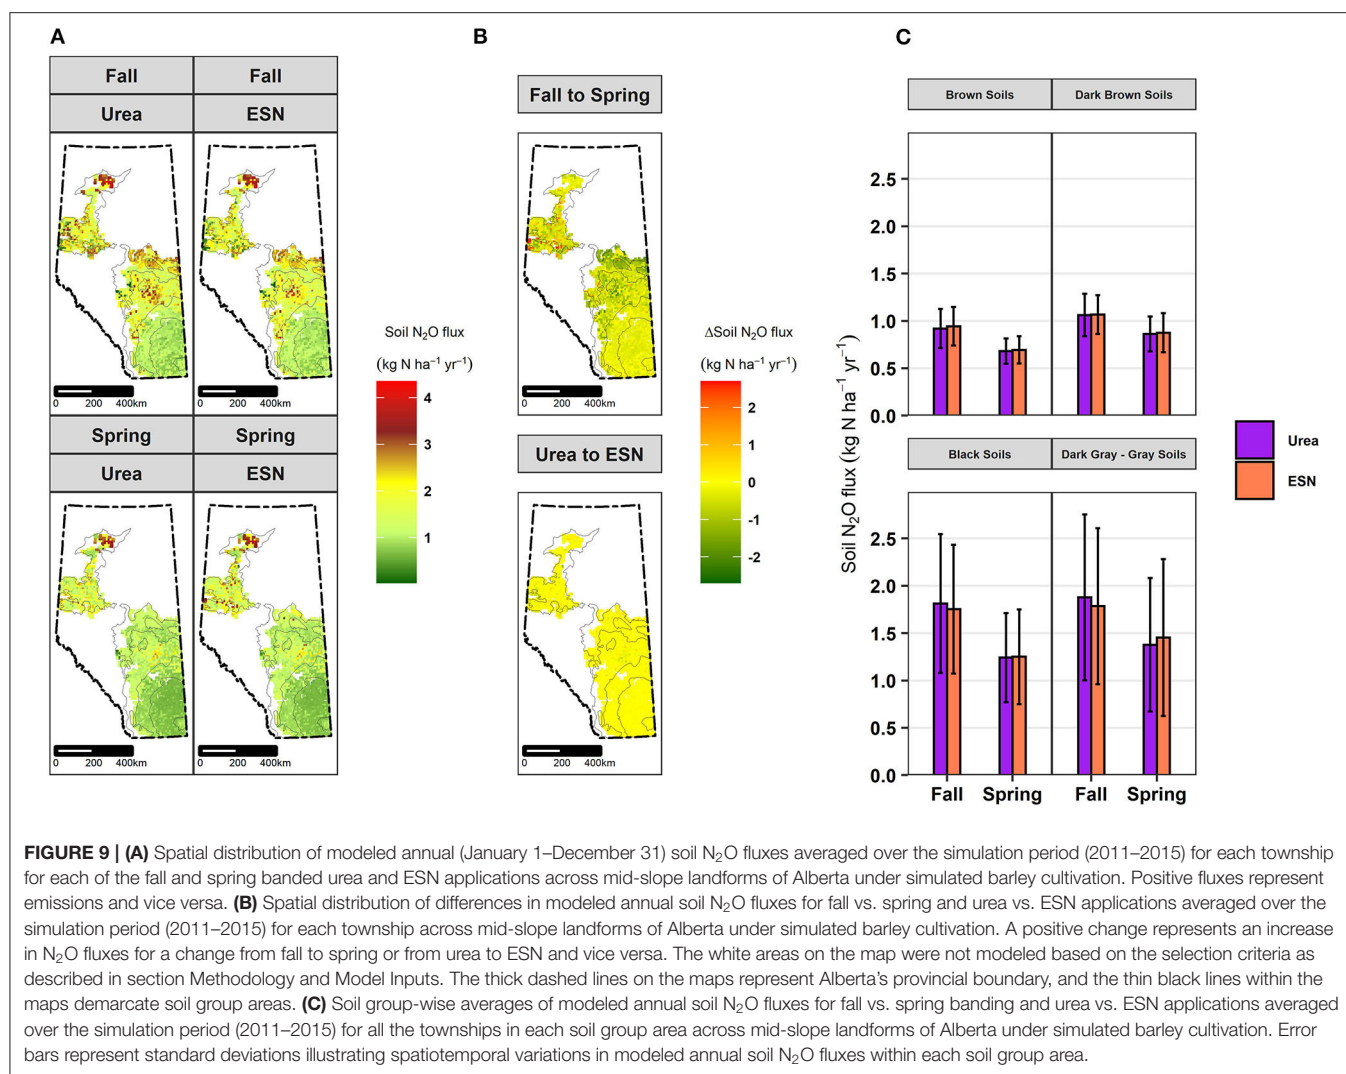 A
B
C
Fall
Fall
Urea
ESN
Fall to Spring
Brown Soils
Dark Brown Soils
Soil N₂O flux
(kg N ha⁻¹ yr⁻¹)
4
3
2
1
ΔSoil N₂O flux
(kg N ha⁻¹ yr⁻¹)
2
1
0
-1
-2
0 200 400km
0 200 400km
0 200 400km
Spring
Spring
Urea
ESN
Urea to ESN
0 200 400km
0 200 400km
0 200 400km
Soil N₂O flux (kg N ha⁻¹ yr⁻¹)
2.5
2.0
1.5
1.0
0.5
0.0
Black Soils
Dark Gray - Gray Soils
2.5
2.0
1.5
1.0
0.5
0.0
Fall
Spring
Fall
Spring
Urea
ESN
FIGURE 9 | (A) Spatial distribution of modeled annual (January 1–December 31) soil N₂O fluxes averaged over the simulation period (2011–2015) for each township
for each of the fall and spring banded urea and ESN applications across mid-slope landforms of Alberta under simulated barley cultivation. Positive fluxes represent
emissions and vice versa. (B) Spatial distribution of differences in modeled annual soil N₂O fluxes for fall vs. spring and urea vs. ESN applications averaged over the
simulation period (2011–2015) for each township across mid-slope landforms of Alberta under simulated barley cultivation. A positive change represents an increase
in N₂O fluxes for a change from fall to spring or from urea to ESN and vice versa. The white areas on the map were not modeled based on the selection criteria as
described in section Methodology and Model Inputs. The thick dashed lines on the maps represent Alberta's provincial boundary, and the thin black lines within the
maps demarcate soil group areas. (C) Soil group-wise averages of modeled annual soil N₂O fluxes for fall vs. spring banding and urea vs. ESN applications averaged
over the simulation period (2011–2015) for all the townships in each soil group area across mid-slope landforms of Alberta under simulated barley cultivation. Error
bars represent standard deviations illustrating spatiotemporal variations in modeled annual soil N₂O fluxes within each soil group area.